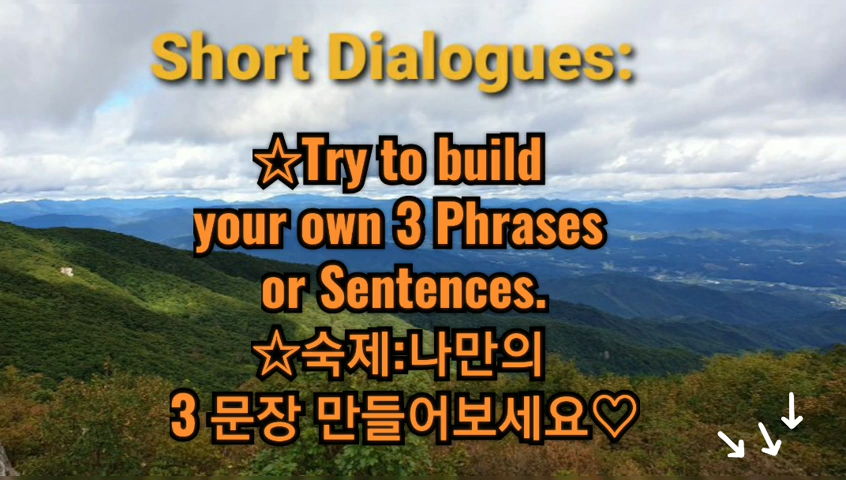 Short Dialogues:
☆Try to build
your own 3 Phrases
or Sentences.
☆숙제:나만의
3 문장 만들어보세요♡